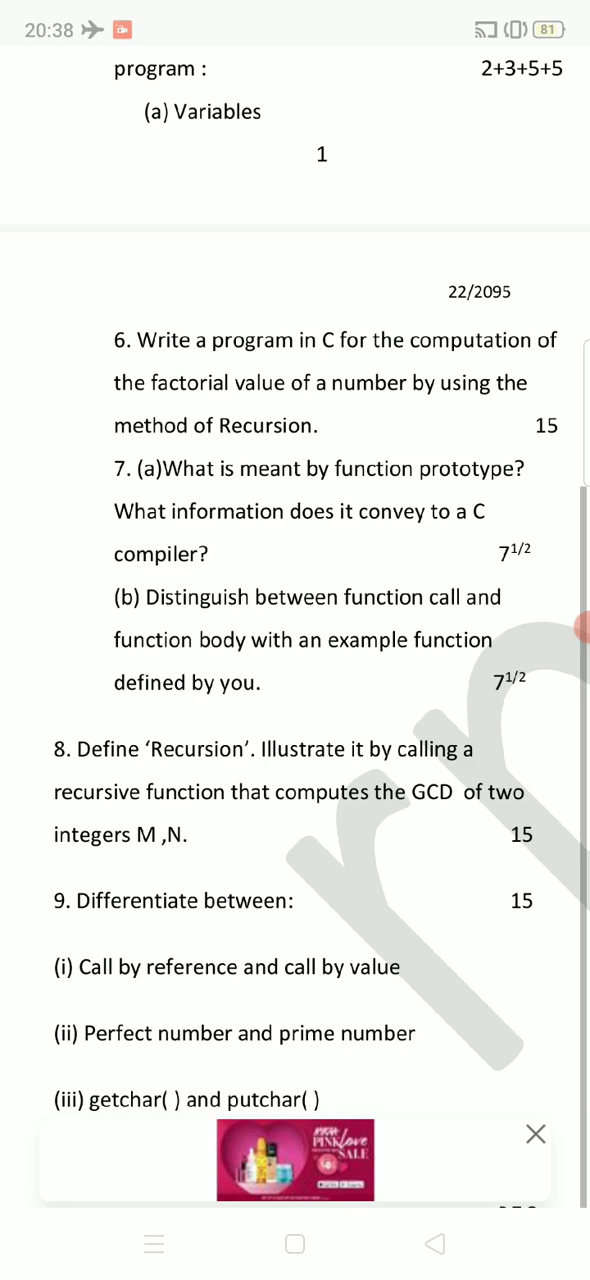 20:38
81
program : 2+3+5+5
(a) Variables
1
22/2095
6. Write a program in C for the computation of
the factorial value of a number by using the
method of Recursion. 15
7. (a)What is meant by function prototype?
What information does it convey to a C
compiler? 7 1/2
(b) Distinguish between function call and
function body with an example function
defined by you. 7 1/2
8. Define ‘Recursion’. Illustrate it by calling a
recursive function that computes the GCD of two
integers M ,N. 15
9. Differentiate between: 15
(i) Call by reference and call by value
(ii) Perfect number and prime number
(iii) getchar( ) and putchar( )
PINK love
SALE